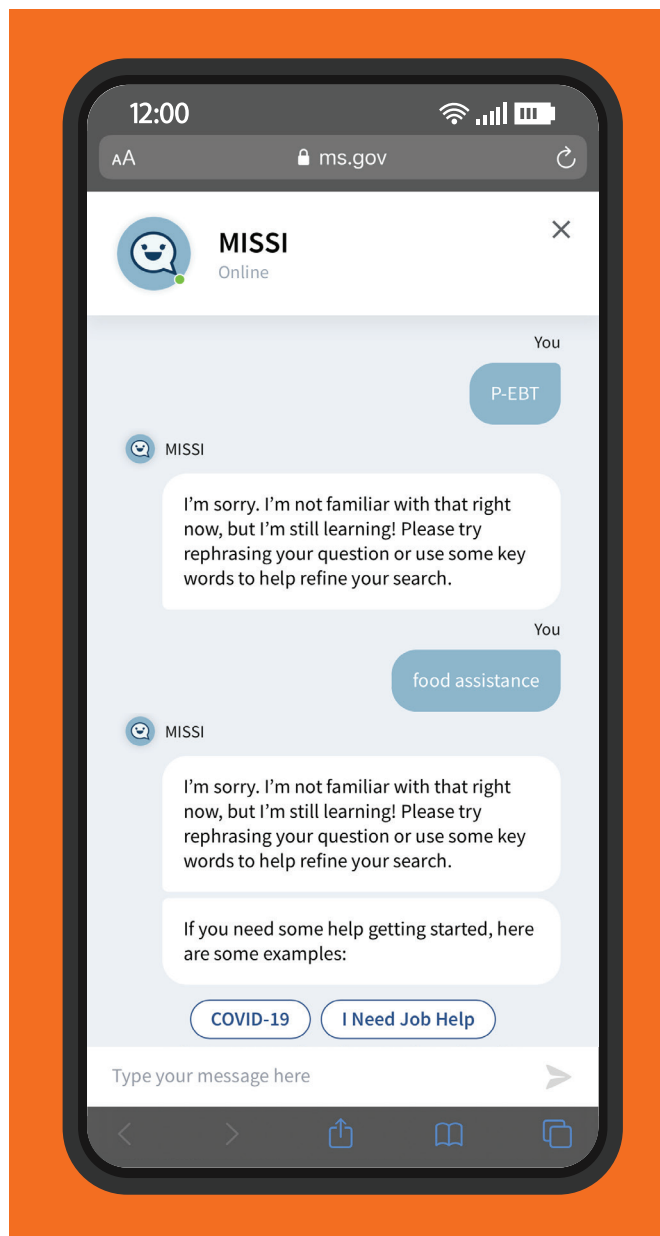 12:00
AA ms.gov
MISSI
Online
You
P-EBT
MISSI
I’m sorry. I’m not familiar with that right
now, but I’m still learning! Please try
rephrasing your question or use some key
words to help refine your search.
You
food assistance
MISSI
I’m sorry. I’m not familiar with that right
now, but I’m still learning! Please try
rephrasing your question or use some key
words to help refine your search.
If you need some help getting started, here
are some examples:
COVID-19 I Need Job Help
Type your message here